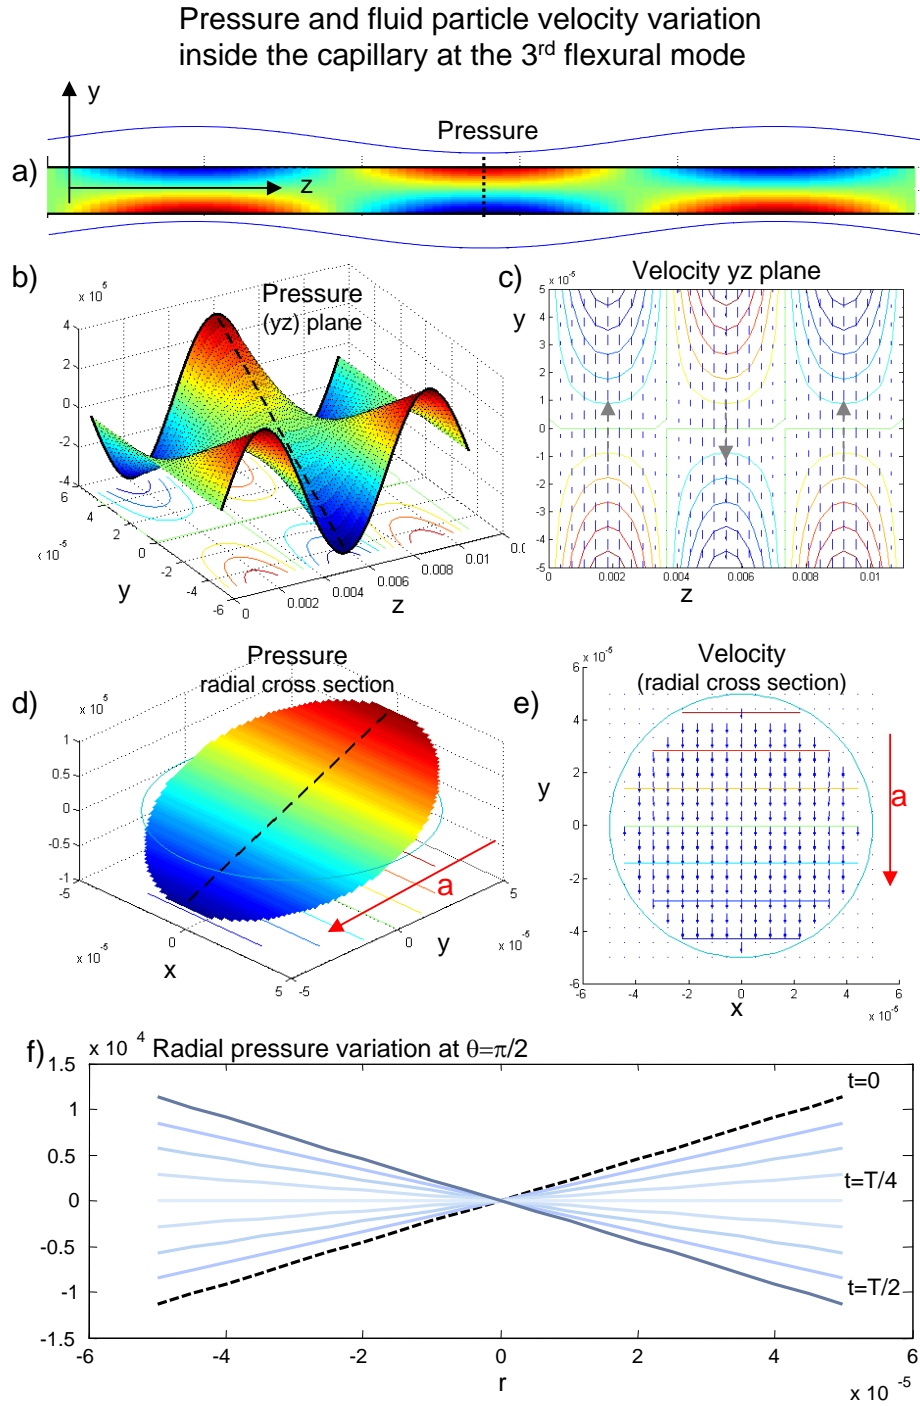 Pressure and fluid particle velocity variation
inside the capillary at the 3rd flexural mode
y
Pressure
a)
z
b)
x 10^5
Pressure
(yz) plane
4
2
0
-2
-4
6
4
2
0
-2
-4
-6
x 10^-5
y
0
0.002
0.004
0.006
0.008
0.01
z
c)
Velocity yz plane
x 10^-5
y
5
4
3
2
1
0
-1
-2
-3
-4
-5
0
0.002
0.004
0.006
0.008
0.01
z
Pressure
radial cross section
d)
x 10^5
1
0.5
0
-0.5
-1
-5
0
5
x 10^-5
x
-5
0
5
x 10^-5
y
a
Velocity
(radial cross section)
e)
x 10^-5
6
4
2
0
-2
-4
-6
y
a
-6
-4
-2
0
2
4
6
x
x 10^-5
f)
x 10^4 Radial pressure variation at θ=π/2
1.5
1
0.5
0
-0.5
-1
-1.5
t=0
t=T/4
t=T/2
-6
-4
-2
0
2
4
6
r
x 10^-5